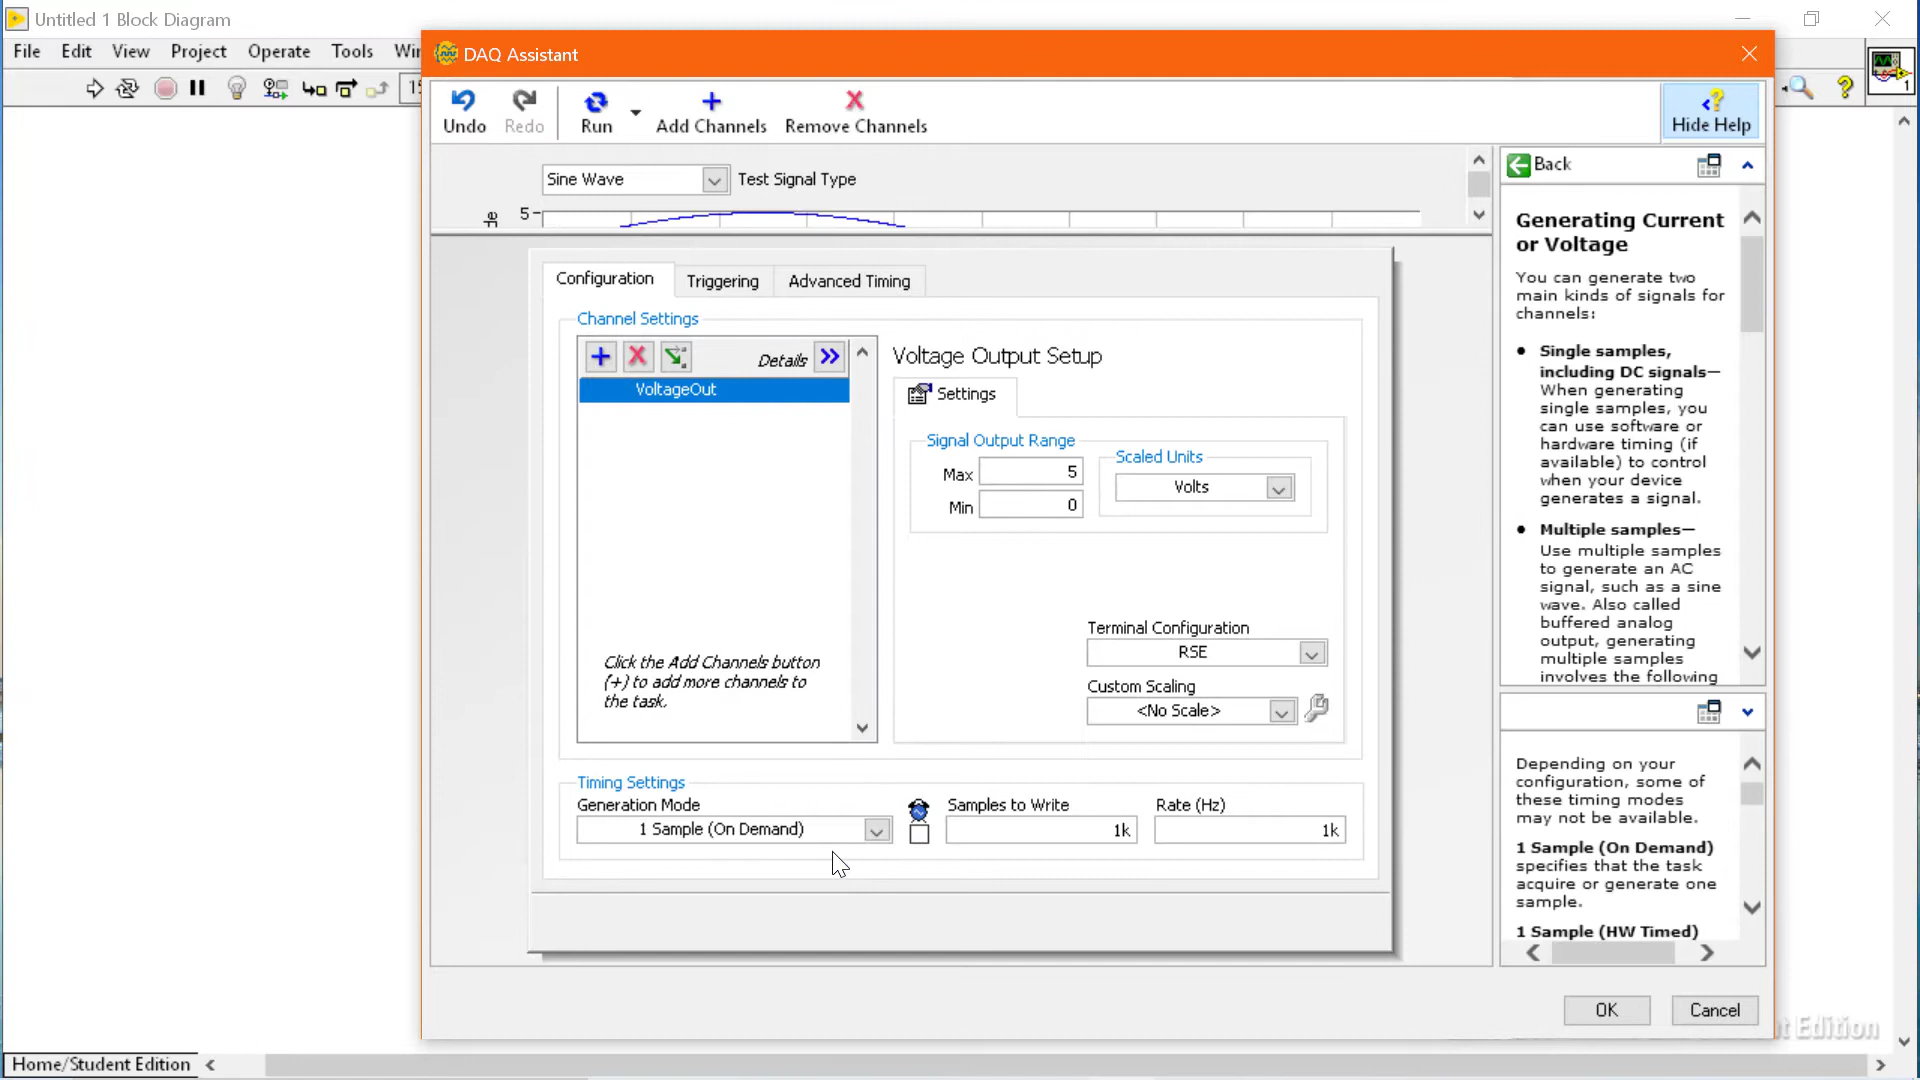 Untitled 1 Block Diagram
File Edit View Project Operate Tools Wi
DAQ Assistant
Undo Redo Run Add Channels Remove Channels Hide Help
Sine Wave Test Signal Type
5
Back
Generating Current
or Voltage
You can generate two
main kinds of signals for
channels:
Single samples,
including DC signals—
When generating
single samples, you
can use software or
hardware timing (if
available) to control
when your device
generates a signal.
Multiple samples—
Use multiple samples
to generate an AC
signal, such as a sine
wave. Also called
buffered analog
output, generating
multiple samples
involves the following
Configuration Triggering Advanced Timing
Channel Settings
Details
VoltageOut
Click the Add Channels button
(+) to add more channels to
the task.
Voltage Output Setup
Settings
Signal Output Range
Max 5
Min 0
Scaled Units
Volts
Terminal Configuration
RSE
Custom Scaling
<No Scale>
Timing Settings
Generation Mode
1 Sample (On Demand)
Samples to Write
1k
Rate (Hz)
1k
Depending on your
configuration, some of
these timing modes
may not be available.
1 Sample (On Demand)
specifies that the task
acquire or generate one
sample.
1 Sample (HW Timed)
OK Cancel
t Edition
Home/Student Edition